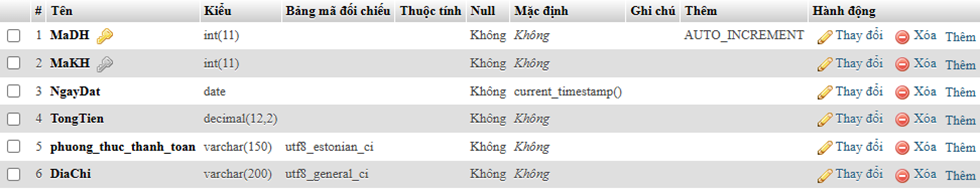 # Tên Kiểu Bảng mã đối chiếu Thuộc tính Null Mặc định Ghi chú Thêm Hành động
1 MaDH int(11) Không Không AUTO_INCREMENT Thay đổi Xóa Thêm
2 MaKH int(11) Không Không Thay đổi Xóa Thêm
3 NgayDat date Không current_timestamp() Thay đổi Xóa Thêm
4 TongTien decimal(12,2) Không Không Thay đổi Xóa Thêm
5 phuong_thuc_thanh_toan varchar(150) utf8_estonian_ci Không Không Thay đổi Xóa Thêm
6 DiaChi varchar(200) utf8_general_ci Không Không Thay đổi Xóa Thêm